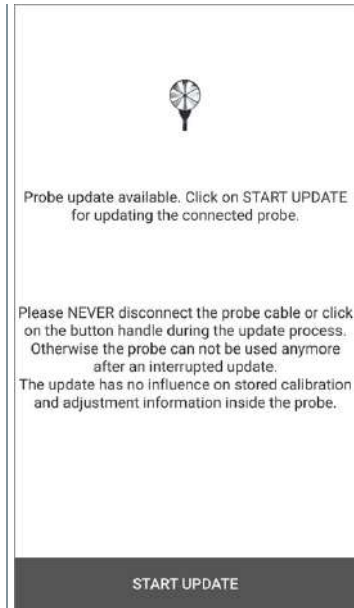 Probe update available. Click on START UPDATE
for updating the connected probe.
Please NEVER disconnect the probe cable or click
on the button handle during the update process.
Otherwise the probe can not be used anymore
after an interrupted update.
The update has no influence on stored calibration
and adjustment information inside the probe.
START UPDATE